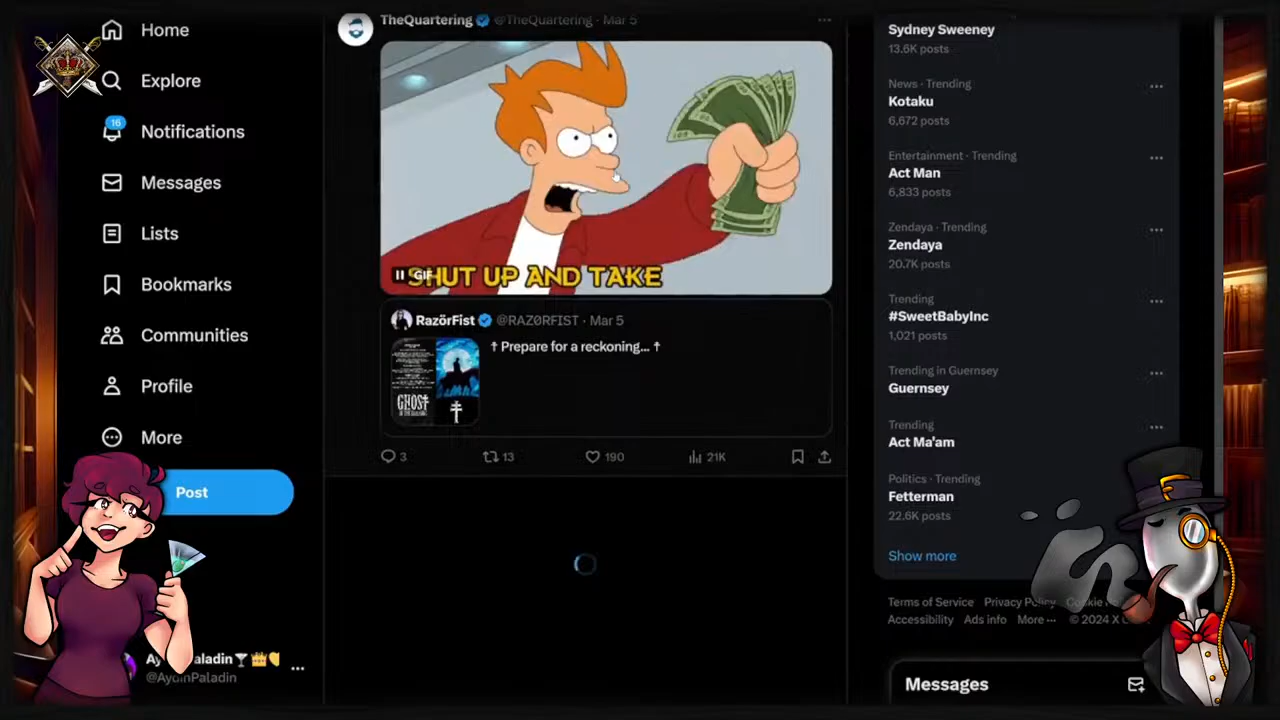 Home
Explore
16
Notifications
Messages
Lists
Bookmarks
Communities
Profile
More
Post
@AydinPaladin
TheQuartering @TheQuartering · Mar 5
GIF
SHUT UP AND TAKE
RazörFist @RAZ0RFIST · Mar 5
† Prepare for a reckoning... †
GHOST
3
13
190
21K
Sydney Sweeney
13.6K posts
News · Trending
Kotaku
6,672 posts
Entertainment · Trending
Act Man
6,833 posts
Zendaya · Trending
Zendaya
20.7K posts
Trending
#SweetBabyInc
1,021 posts
Trending in Guernsey
Guernsey
Trending
Act Ma'am
Politics · Trending
Fetterman
22.6K posts
Show more
Terms of Service Privacy Policy
Accessibility Ads info More ··· © 2024 X
Messages